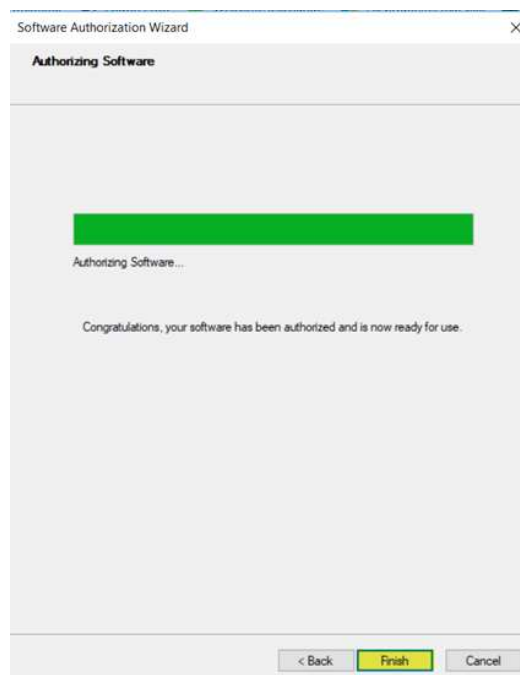 Software Authorization Wizard
Authorizing Software
Authorizing Software...
Congratulations, your software has been authorized and is now ready for use.
< Back Finish Cancel